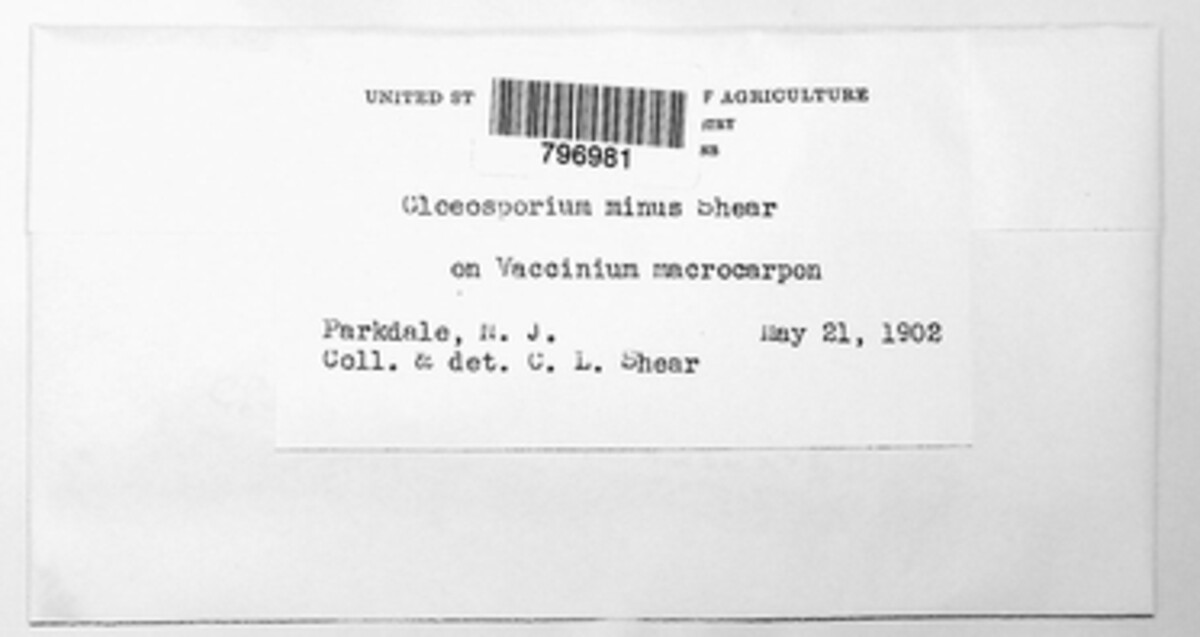 UNITED ST F AGRICULTURE
796981
Gloeosporium minus Shear
on Vaccinium macrocarpon
Parkdale, N. J. May 21, 1902
Coll. & det. C. L. Shear